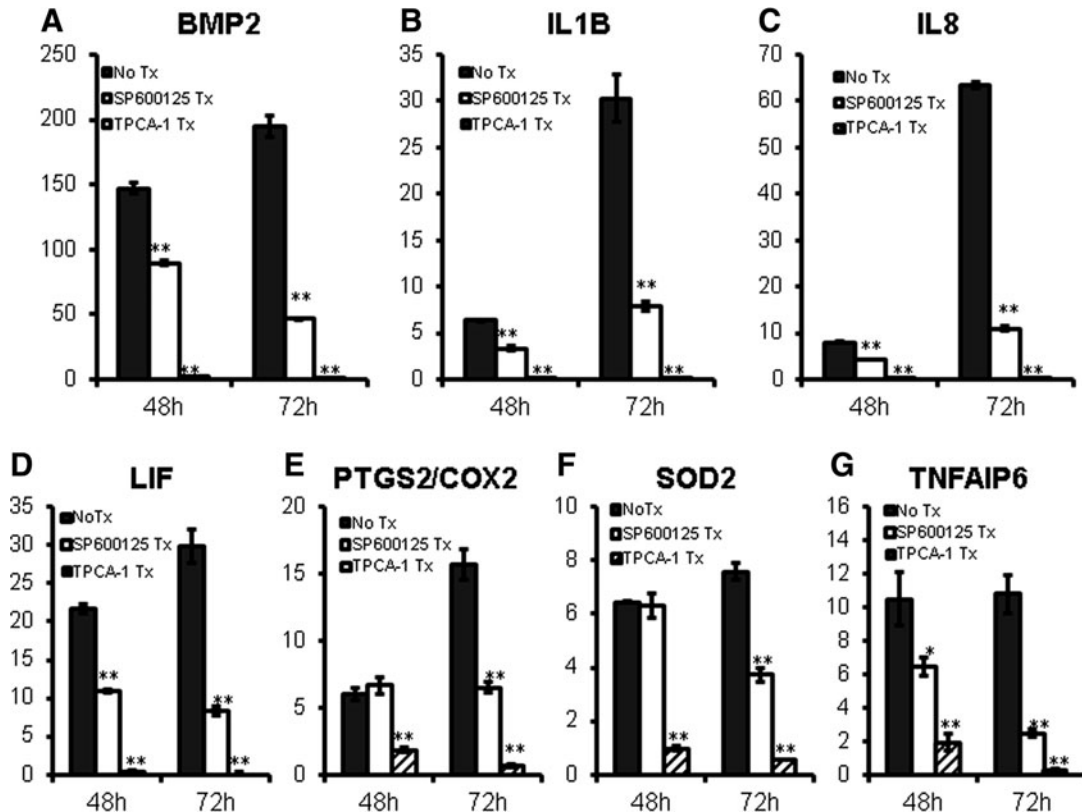 A BMP2
250
200
150
100
50
0
No Tx
SP600125 Tx
TPCA-1 Tx
**
**
**
**
48h 72h
B IL1B
35
30
25
20
15
10
5
0
No Tx
SP600125 Tx
TPCA-1 Tx
**
**
**
**
48h 72h
C IL8
70
60
50
40
30
20
10
0
No Tx
SP600125 Tx
TPCA-1 Tx
**
**
**
**
48h 72h
D LIF
35
30
25
20
15
10
5
0
NoTx
SP600125 Tx
TPCA-1 Tx
**
**
**
**
48h 72h
E PTGS2/COX2
20
15
10
5
0
No Tx
SP600125 Tx
TPCA-1 Tx
**
**
**
48h 72h
F SOD2
10
8
6
4
2
0
NoTx
SP600125 Tx
TPCA-1 Tx
**
**
**
48h 72h
G TNFAIP6
16
14
12
10
8
6
4
2
0
No Tx
SP600125 Tx
TPCA-1 Tx
*
**
**
**
48h 72h